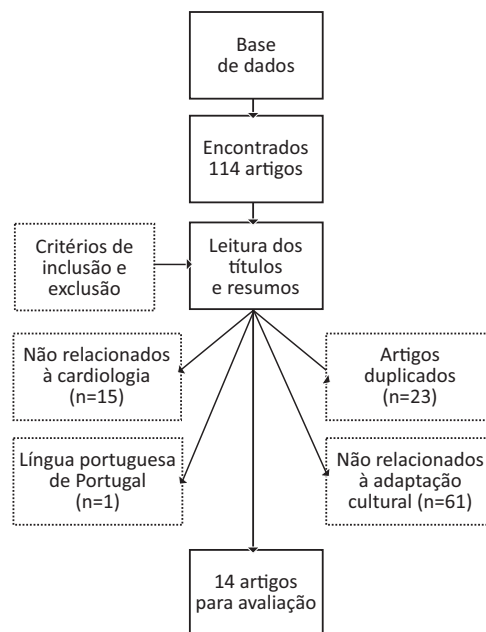 Base
de dados
Encontrados
114 artigos
Critérios de
inclusão e
exclusão
Leitura dos
títulos
e resumos
Não relacionados
à cardiologia
(n=15)
Artigos
duplicados
(n=23)
Língua portuguesa
de Portugal
(n=1)
Não relacionados
à adaptação
cultural (n=61)
14 artigos
para avaliação